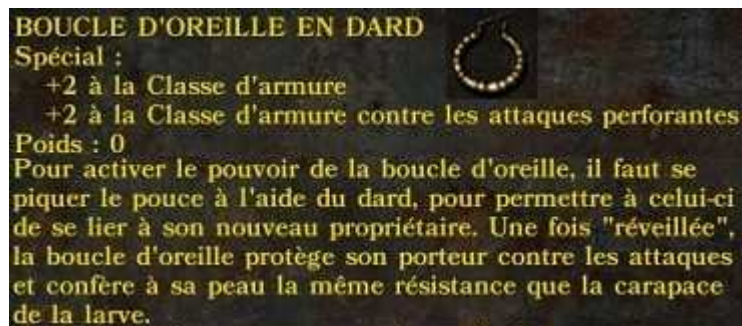 BOUCLE D'OREILLE EN DARD
Spécial :
+2 à la Classe d'armure
+2 à la Classe d'armure contre les attaques perforantes
Poids : 0
Pour activer le pouvoir de la boucle d'oreille, il faut se
piquer le pouce à l'aide du dard, pour permettre à celui-ci
de se lier à son nouveau propriétaire. Une fois "réveillée",
la boucle d'oreille protège son porteur contre les attaques
et confère à sa peau la même résistance que la carapace
de la larve.